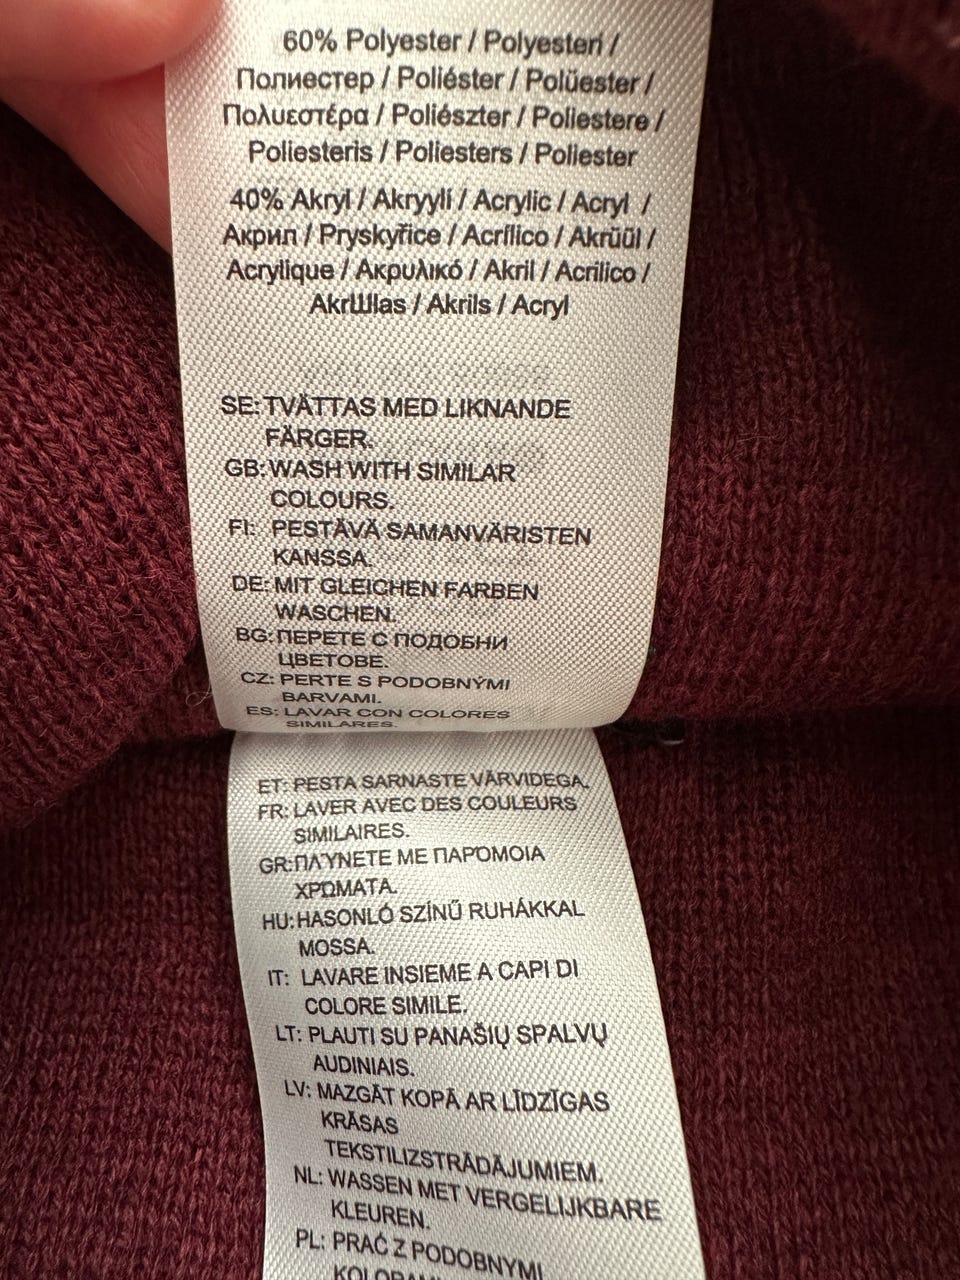 60% Polyester / Polyesteri /
Полиестер / Poliéster / Polüester /
Πολυεστέρα / Poliészter / Poliestere /
Poliesteris / Poliesters / Poliester
40% Akryl / Akryyli / Acrylic / Acryl /
Акрил / Pryskyřice / Acrílico / Akrüül /
Acrylique / Ακρυλικό / Akril / Acrilico /
AkrШlas / Akrils / Acryl
SE: TVÄTTAS MED LIKNANDE
FÄRGER.
GB: WASH WITH SIMILAR
COLOURS.
FI: PESTÄVÄ SAMANVÄRISTEN
KANSSA.
DE: MIT GLEICHEN FARBEN
WASCHEN.
BG: ПЕРЕТЕ С ПОДОБНИ
ЦВЕТОВЕ.
CZ: PERTE S PODOBNÝMI
BARVAMI.
ES: LAVAR CON COLORES
SIMILARES.
ET: PESTA SARNASTE VÄRVIDEGA.
FR: LAVER AVEC DES COULEURS
SIMILAIRES.
GR: ΠΛΎΝΕΤΕ ΜΕ ΠΑΡΌΜΟΙΑ
ΧΡΏΜΑΤΑ.
HU: HASONLÓ SZÍNŰ RUHÁKKAL
MOSSA.
IT: LAVARE INSIEME A CAPI DI
COLORE SIMILE.
LT: PLAUTI SU PANAŠIŲ SPALVŲ
AUDINIAIS.
LV: MAZGĀT KOPĀ AR LĪDZĪGAS
KRĀSAS
TEKSTILIZSTRĀDĀJUMIEM.
NL: WASSEN MET VERGELIJKBARE
KLEUREN.
PL: PRAĆ Z PODOBNYMI